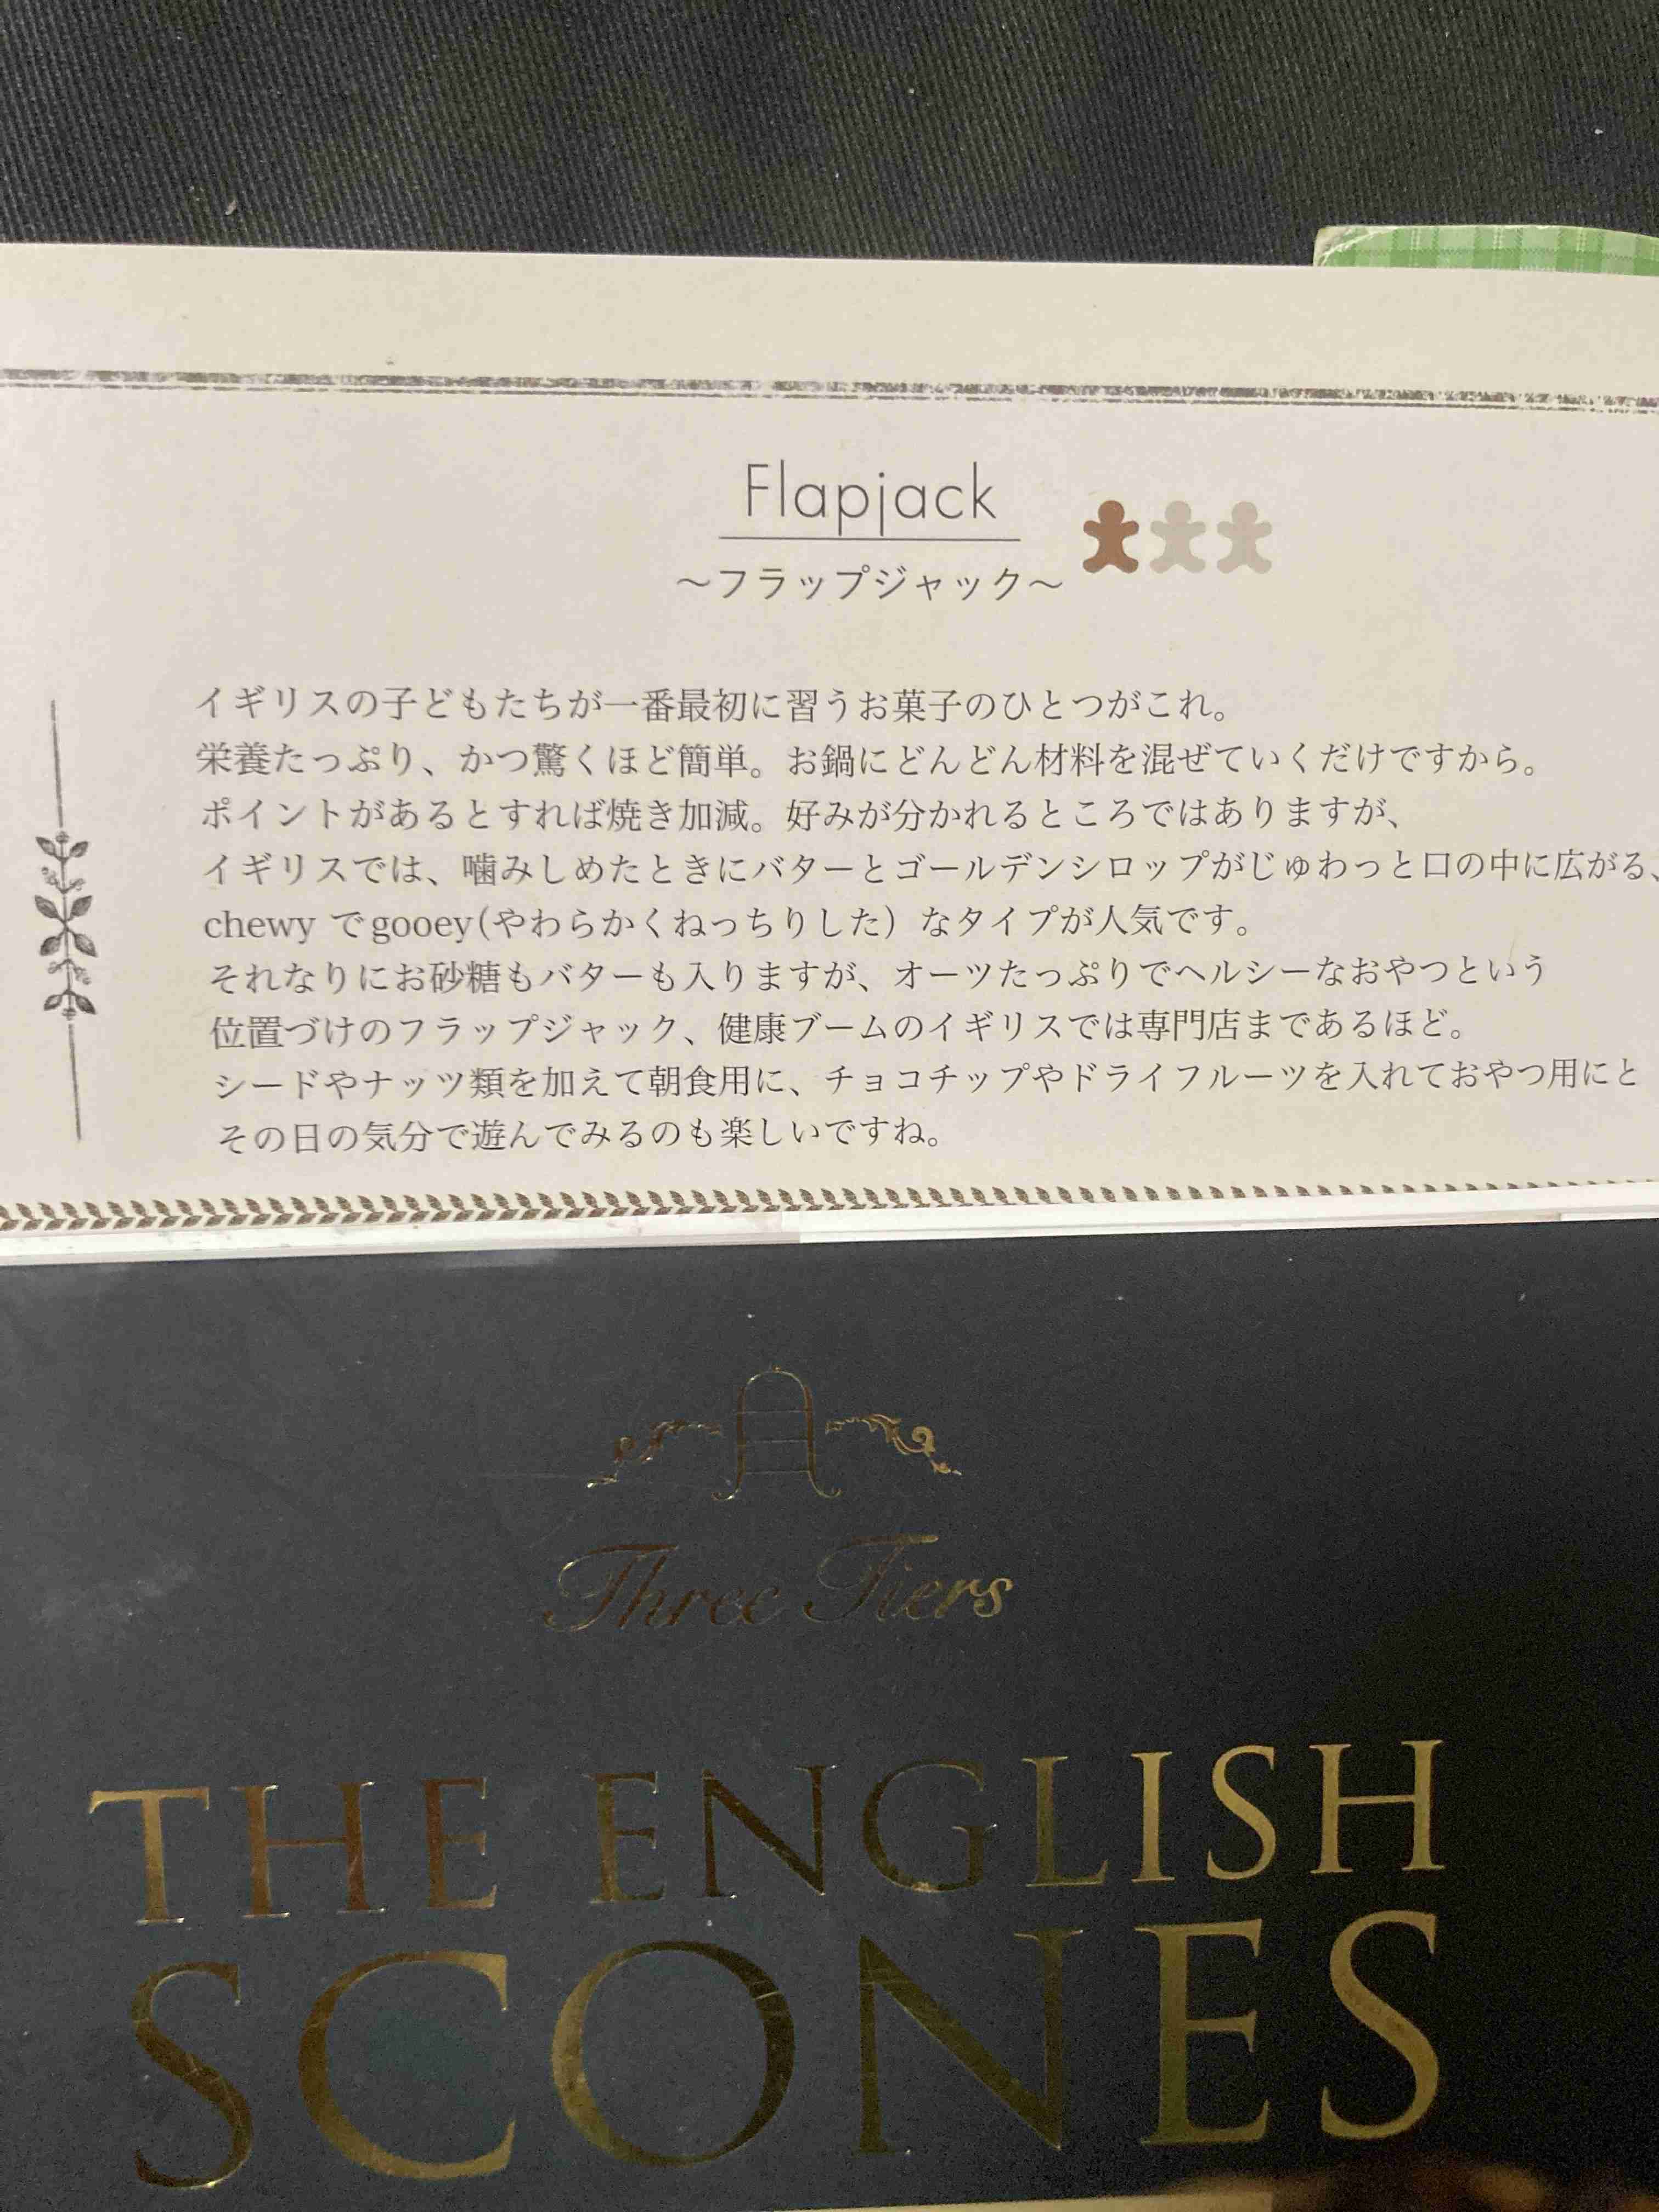 Flapjack
～フラップジャック～
イギリスの子どもたちが一番最初に習うお菓子のひとつがこれ。
栄養たっぷり、かつ驚くほど簡単。お鍋にどんどん材料を混ぜていくだけですから。
ポイントがあるとすれば焼き加減。好みが分かれるところではありますが、
イギリスでは、噛みしめたときにバターとゴールデンシロップがじゅわっと口の中に広がる、
chewy でgooey(やわらかくねっちりした) なタイプが人気です。
それなりにお砂糖もバターも入りますが、オーツたっぷりでヘルシーなおやつという
位置づけのフラップジャック、健康ブームのイギリスでは専門店まであるほど。
シードやナッツ類を加えて朝食用に、チョコチップやドライフルーツを入れておやつ用にと
その日の気分で遊んでみるのも楽しいですね。
Three Tiers
THE ENGLISH
SCONES